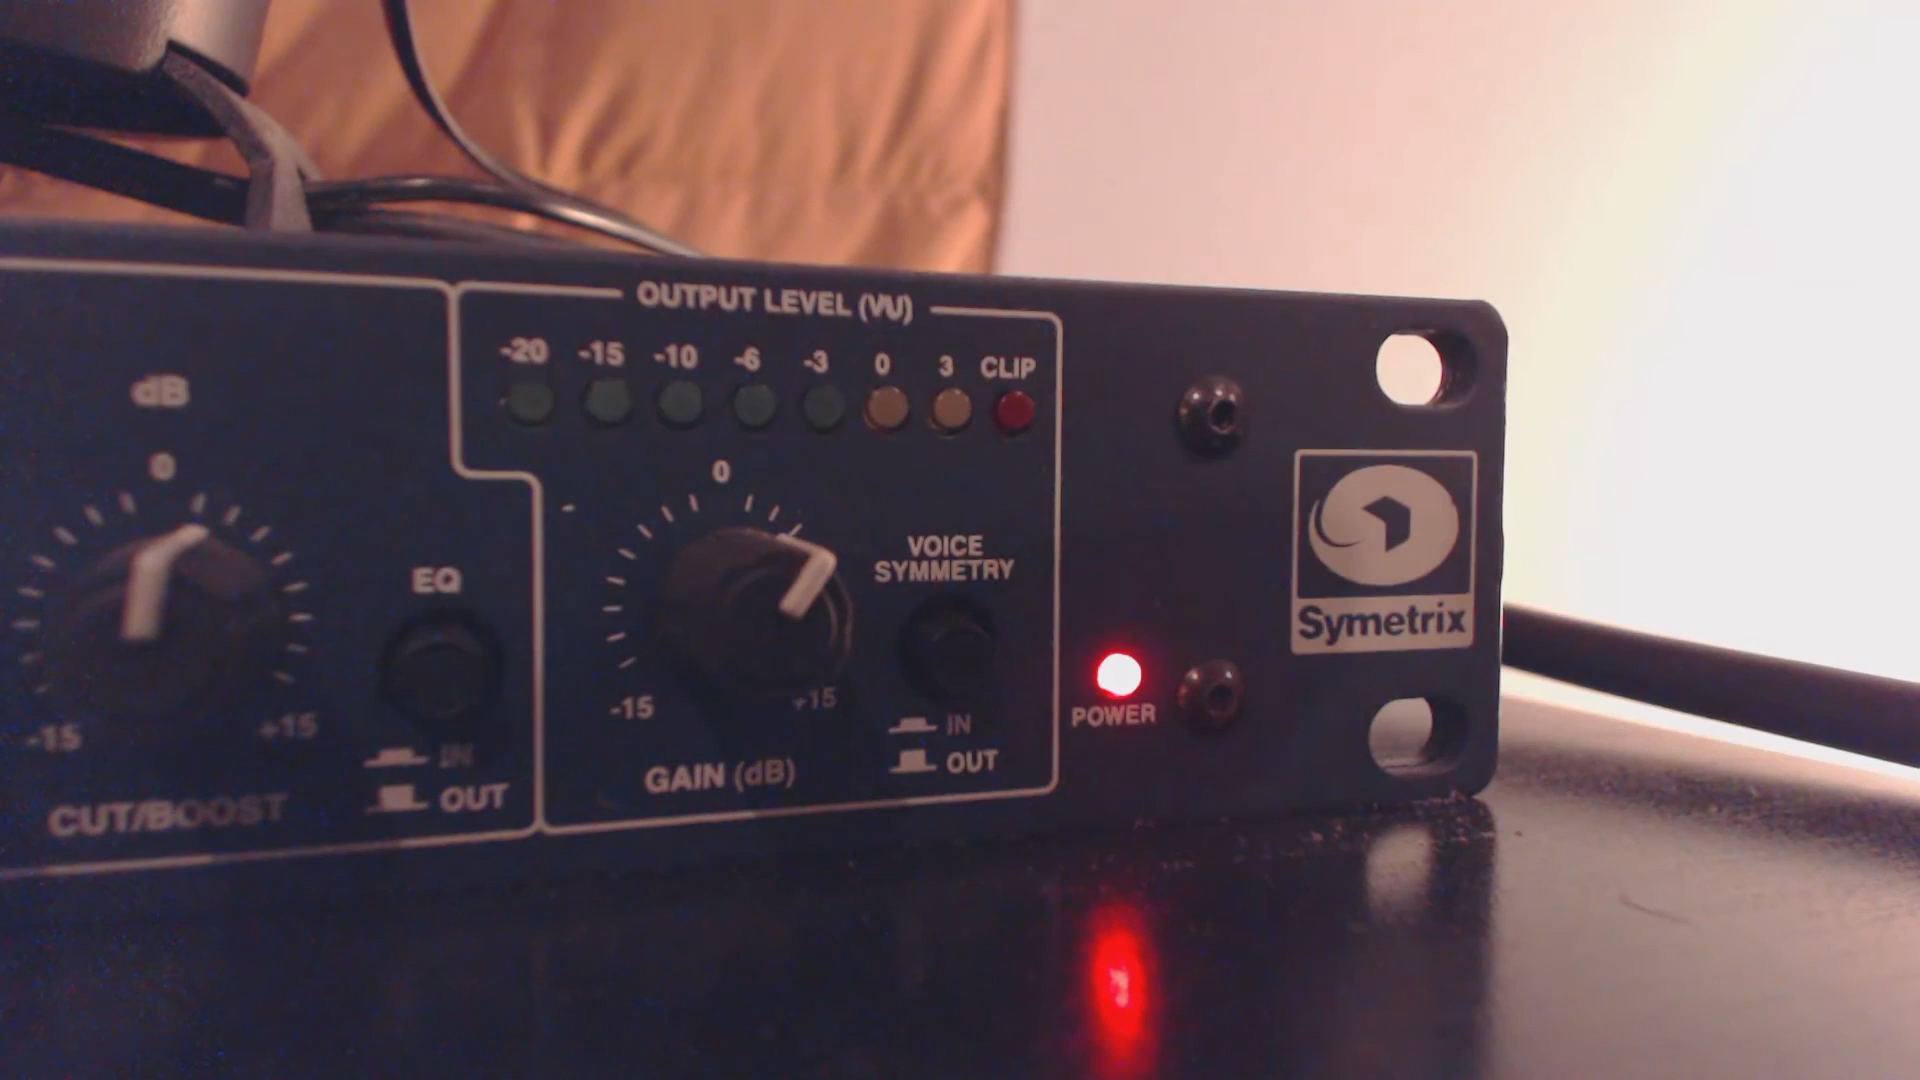 OUTPUT LEVEL (VU)
-20 -15 -10 -6 -3 0 3 CLIP
dB
0
-15 +15
CUT/BOOST
EQ
IN
OUT
0
-15 +15
GAIN (dB)
VOICE
SYMMETRY
IN
OUT
POWER
Symetrix